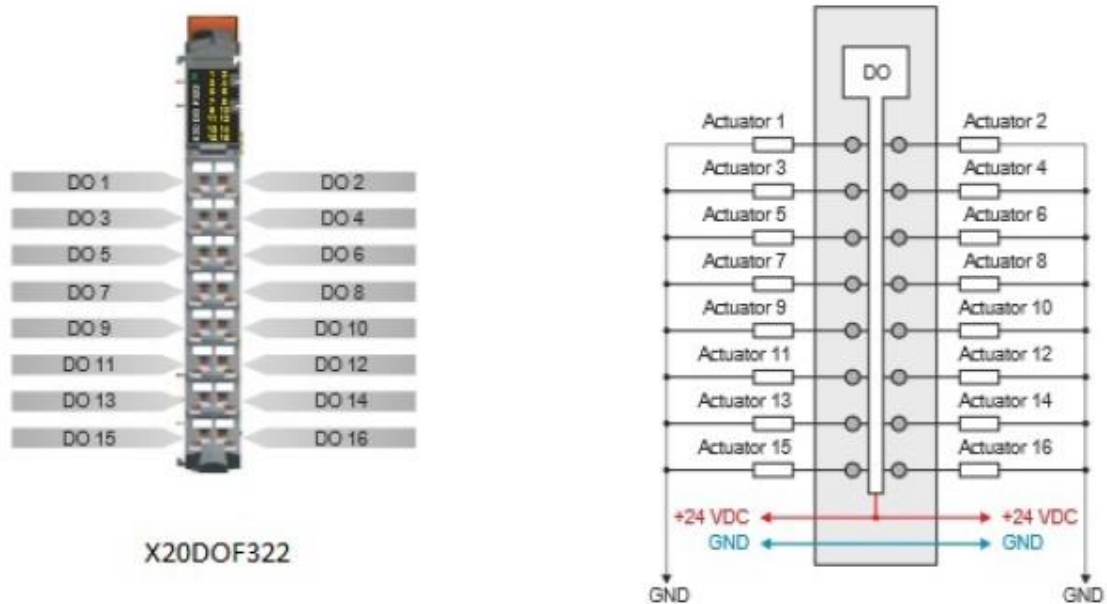 X20 DO F322
DO 1
DO 2
DO 3
DO 4
DO 5
DO 6
DO 7
DO 8
DO 9
DO 10
DO 11
DO 12
DO 13
DO 14
DO 15
DO 16
X20DOF322
DO
Actuator 1
Actuator 2
Actuator 3
Actuator 4
Actuator 5
Actuator 6
Actuator 7
Actuator 8
Actuator 9
Actuator 10
Actuator 11
Actuator 12
Actuator 13
Actuator 14
Actuator 15
Actuator 16
+24 VDC
+24 VDC
GND
GND
GND
GND